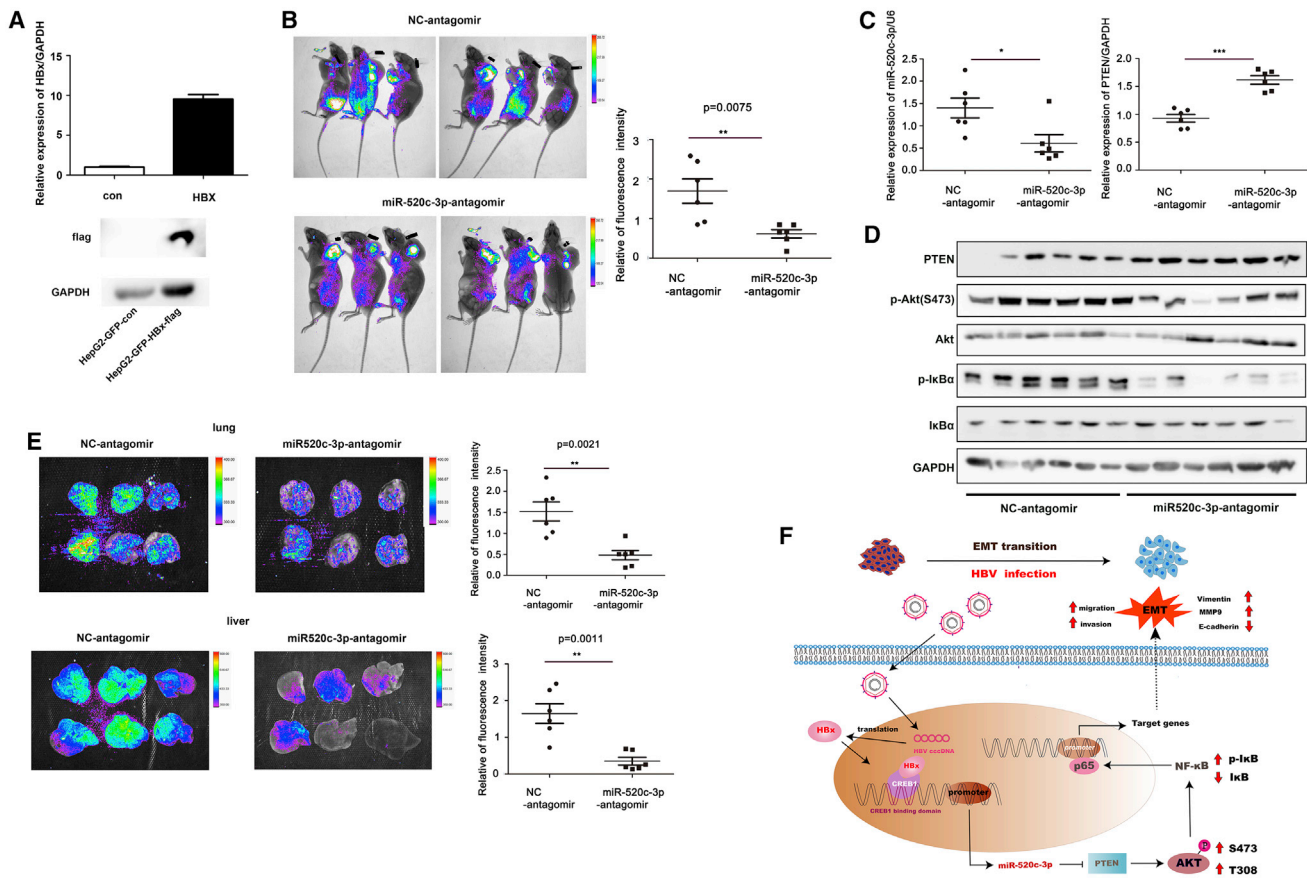 A
Relative expression of HBx/GAPDH
15
10
5
0
con
HBX
flag
GAPDH
HepG2-GFP-con
HepG2-GFP-HBx-flag
B
NC-antagomir
miR-520c-3p-antagomir
p=0.0075
**
Relative of fluorescence intensity
4
3
2
1
0
NC
-antagomir
miR-520c-3p
-antagomir
C
Relative expression of miR-520c-3p/U6
*
2.5
2.0
1.5
1.0
0.5
0.0
NC
-antagomir
miR-520c-3p
-antagomir
Relative expression of PTEN/GAPDH
***
2.0
1.5
1.0
0.5
0.0
NC
-antagomir
miR-520c-3p
-antagomir
D
PTEN
p-Akt(S473)
Akt
p-IκBα
IκBα
GAPDH
NC-antagomir
miR520c-3p-antagomir
E
lung
NC-antagomir
miR520c-3p-antagomir
p=0.0021
**
Relative of fluorescence intensity
2.5
2.0
1.5
1.0
0.5
0.0
NC
-antagomir
miR-520c-3p
-antagomir
liver
NC-antagomir
miR520c-3p-antagomir
p=0.0011
**
Relative of fluorescence intensity
3
2
1
0
NC
-antagomir
miR-520c-3p
-antagomir
F
EMT transition
HBV infection
migration
invasion
EMT
Vimentin
MMP9
E-cadherin
HBx
translation
HBV cccDNA
HBx
CREB1
CREB1 binding domain
promoter
Target genes
promoter
p65
NF-κB
p-IκB
IκB
miR-520c-3p
PTEN
AKT
S473
T308